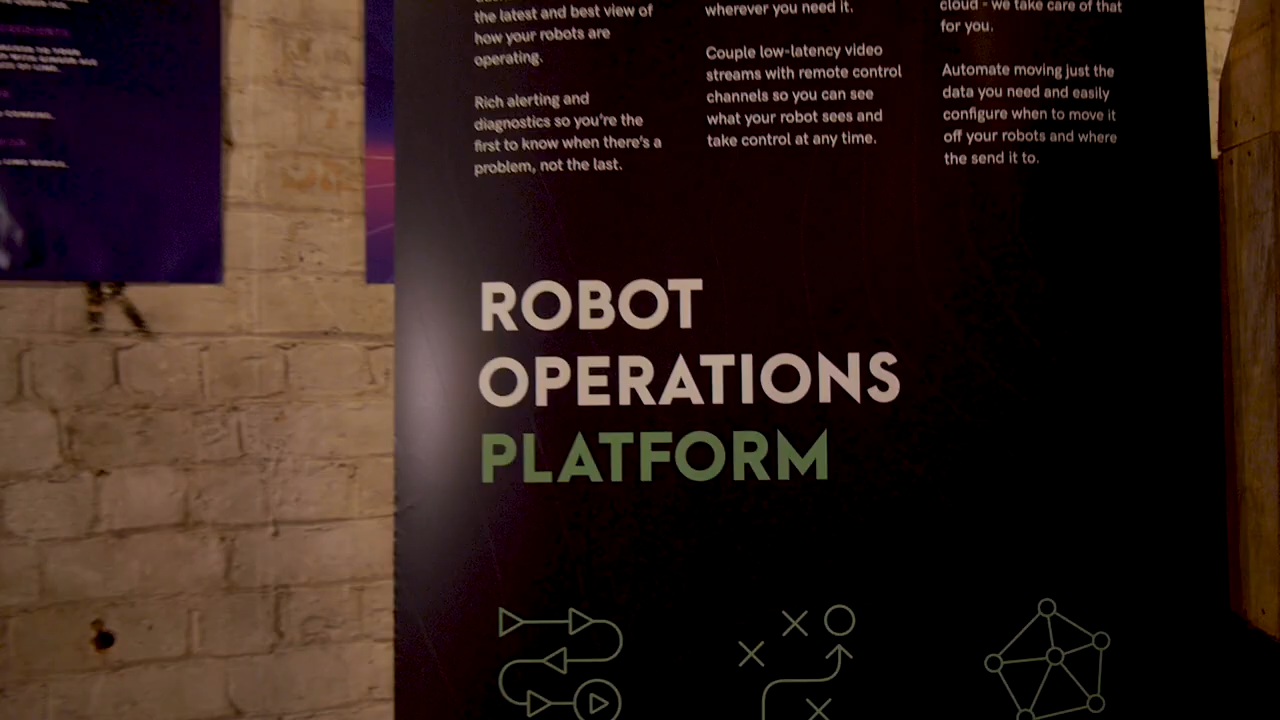 the latest and best view of
how your robots are
operating.
Rich alerting and
diagnostics so you're the
first to know when there's a
problem, not the last.
wherever you need it.
Couple low-latency video
streams with remote control
channels so you can see
what your robot sees and
take control at any time.
cloud - we take care of that
for you.
Automate moving just the
data you need and easily
configure when to move it
off your robots and where
the send it to.
ROBOT
OPERATIONS
PLATFORM